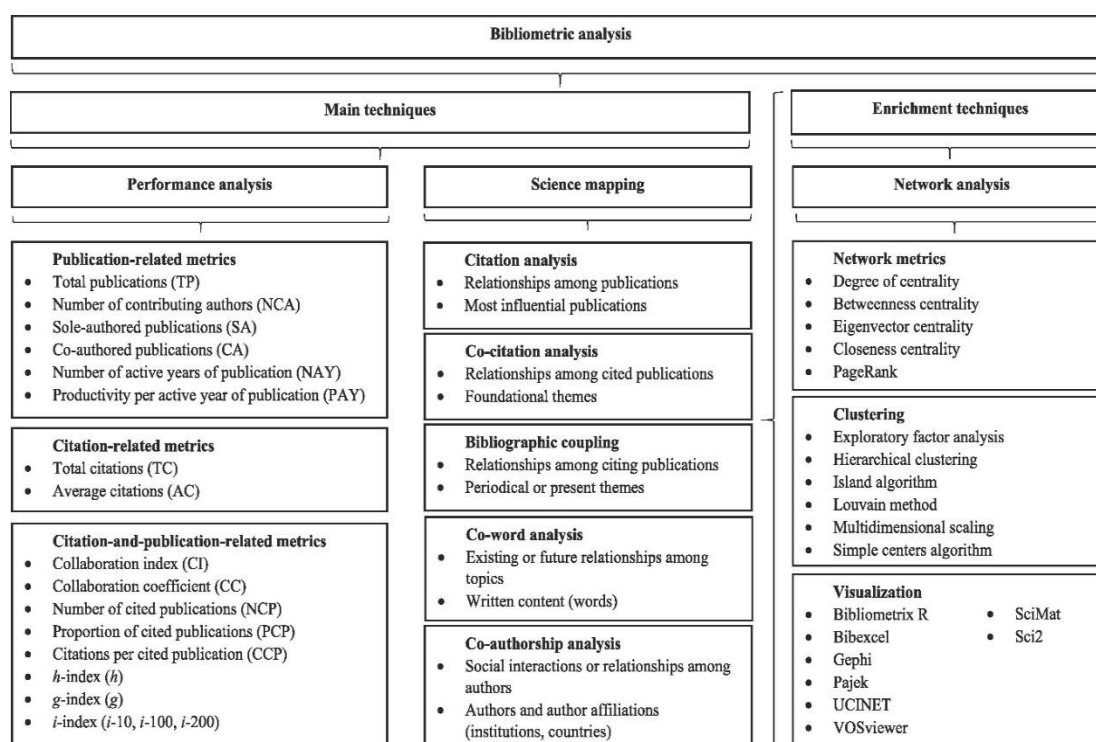 Bibliometric analysis
Main techniques
Enrichment techniques
Performance analysis
Science mapping
Network analysis
Publication-related metrics
• Total publications (TP)
• Number of contributing authors (NCA)
• Sole-authored publications (SA)
• Co-authored publications (CA)
• Number of active years of publication (NAY)
• Productivity per active year of publication (PAY)
Citation-related metrics
• Total citations (TC)
• Average citations (AC)
Citation-and-publication-related metrics
• Collaboration index (CI)
• Collaboration coefficient (CC)
• Number of cited publications (NCP)
• Proportion of cited publications (PCP)
• Citations per cited publication (CCP)
• h-index (h)
• g-index (g)
• i-index (i-10, i-100, i-200)
Citation analysis
• Relationships among publications
• Most influential publications
Co-citation analysis
• Relationships among cited publications
• Foundational themes
Bibliographic coupling
• Relationships among citing publications
• Periodical or present themes
Co-word analysis
• Existing or future relationships among
topics
• Written content (words)
Co-authorship analysis
• Social interactions or relationships among
authors
• Authors and author affiliations
(institutions, countries)
Network metrics
• Degree of centrality
• Betweenness centrality
• Eigenvector centrality
• Closeness centrality
• PageRank
Clustering
• Exploratory factor analysis
• Hierarchical clustering
• Island algorithm
• Louvain method
• Multidimensional scaling
• Simple centers algorithm
Visualization
• Bibliometrix R
• Bibexcel
• Gephi
• Pajek
• UCINET
• VOSviewer
• SciMat
• Sci2